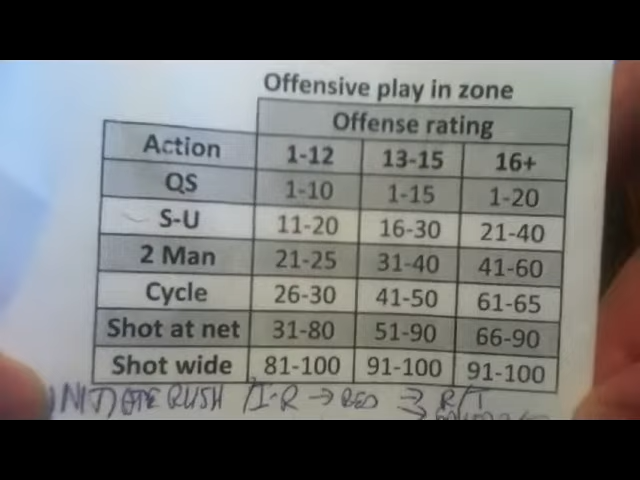 Offensive play in zone
Offense rating
Action 1-12 13-15 16+
QS 1-10 1-15 1-20
S-U 11-20 16-30 21-40
2 Man 21-25 31-40 41-60
Cycle 26-30 41-50 61-65
Shot at net 31-80 51-90 66-90
Shot wide 81-100 91-100 91-100
RUSH /I-R → RED → R/T